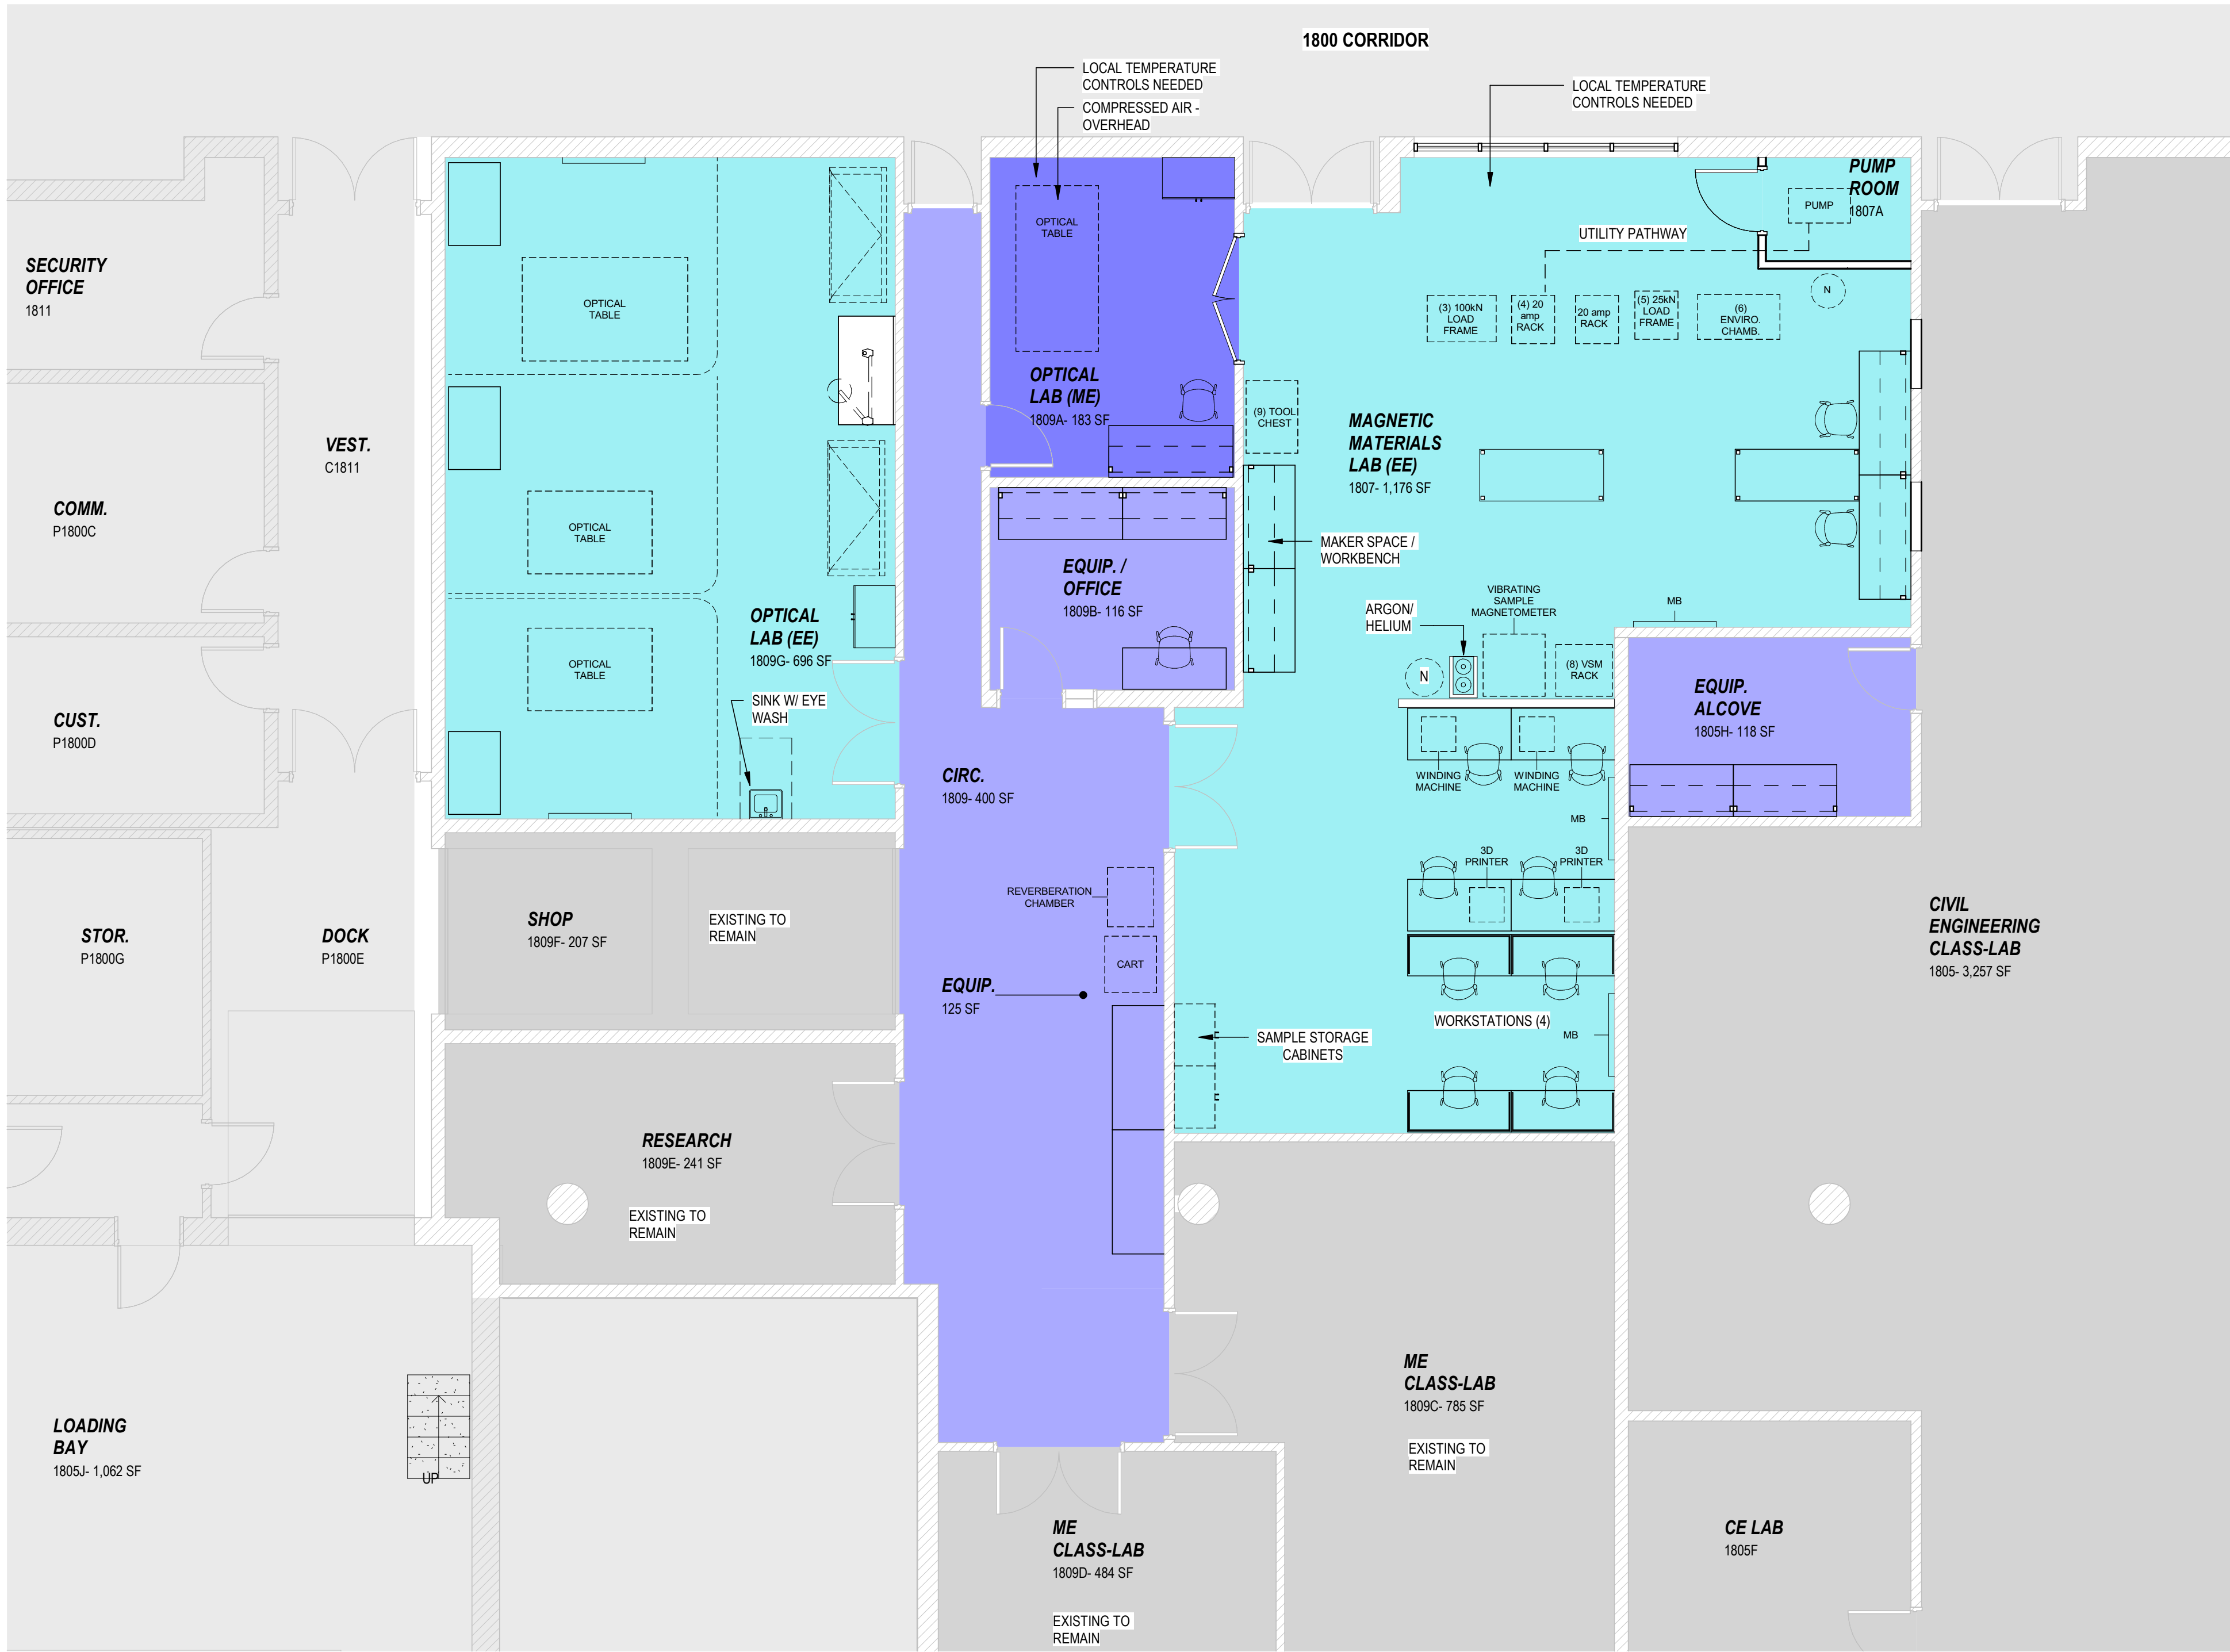 1800 CORRIDOR
LOCAL TEMPERATURE
CONTROLS NEEDED
COMPRESSED AIR -
OVERHEAD
LOCAL TEMPERATURE
CONTROLS NEEDED
SECURITY
OFFICE
1811
COMM.
P1800C
CUST.
P1800D
STOR.
P1800G
VEST.
C1811
DOCK
P1800E
LOADING
BAY
1805J- 1,062 SF
UP
OPTICAL
TABLE
OPTICAL
TABLE
OPTICAL
TABLE
OPTICAL
LAB (EE)
1809G- 696 SF
SINK W/ EYE
WASH
SHOP
1809F- 207 SF
EXISTING TO
REMAIN
RESEARCH
1809E- 241 SF
EXISTING TO
REMAIN
OPTICAL
TABLE
OPTICAL
LAB (ME)
1809A- 183 SF
EQUIP. /
OFFICE
1809B- 116 SF
CIRC.
1809- 400 SF
REVERBERATION
CHAMBER
CART
EQUIP.
125 SF
PUMP
ROOM
1807A
PUMP
UTILITY PATHWAY
(3) 100kN
LOAD
FRAME
(4) 20
amp
RACK
20 amp
RACK
(5) 25kN
LOAD
FRAME
(6)
ENVIRO.
CHAMB.
N
(9) TOOL
CHEST
MAGNETIC
MATERIALS
LAB (EE)
1807- 1,176 SF
MAKER SPACE /
WORKBENCH
ARGON/
HELIUM
VIBRATING
SAMPLE
MAGNETOMETER
MB
N
(8) VSM
RACK
WINDING
MACHINE
WINDING
MACHINE
MB
3D
PRINTER
3D
PRINTER
WORKSTATIONS (4)
MB
SAMPLE STORAGE
CABINETS
EQUIP.
ALCOVE
1805H- 118 SF
CIVIL
ENGINEERING
CLASS-LAB
1805- 3,257 SF
ME
CLASS-LAB
1809C- 785 SF
EXISTING TO
REMAIN
ME
CLASS-LAB
1809D- 484 SF
EXISTING TO
REMAIN
CE LAB
1805F